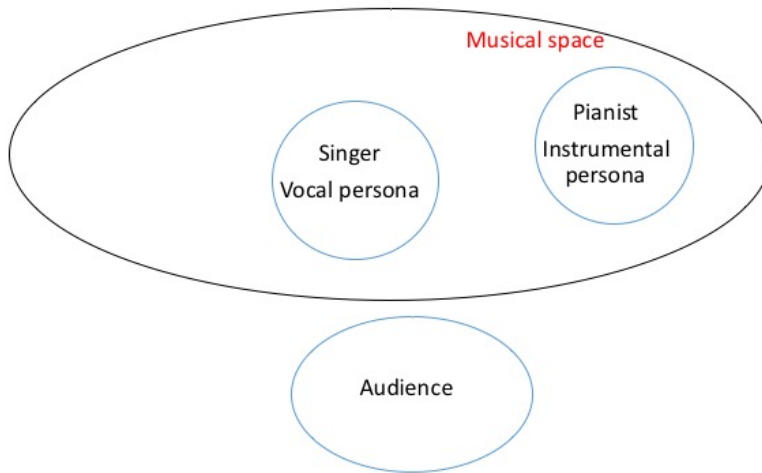 Musical space
Pianist
Instrumental
persona
Singer
Vocal persona
Audience